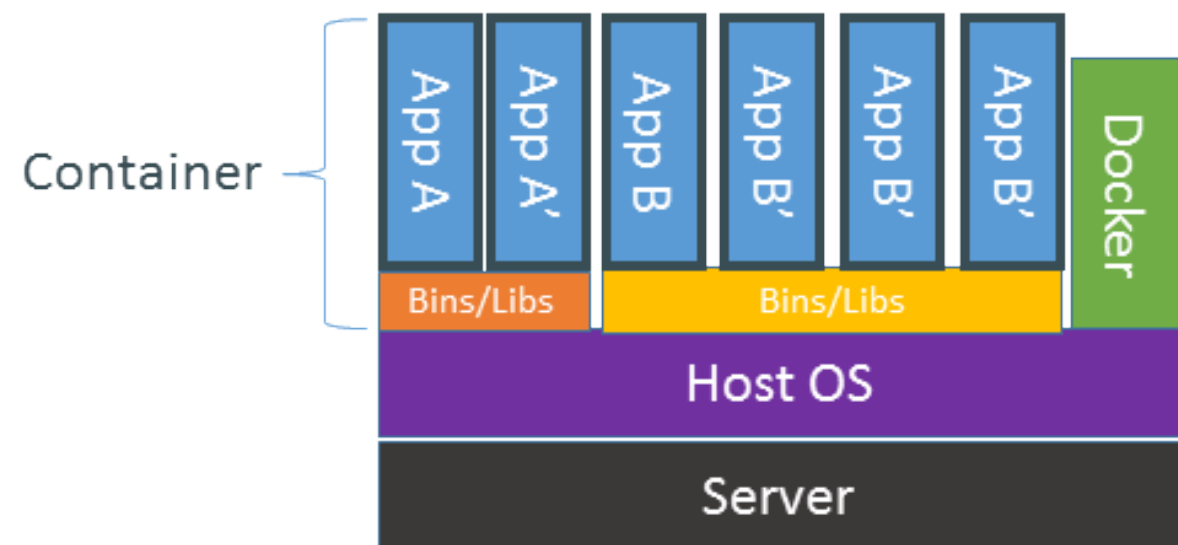 Container
App A
App A’
App B
App B’
App B’
App B’
Docker
Bins/Libs
Bins/Libs
Host OS
Server